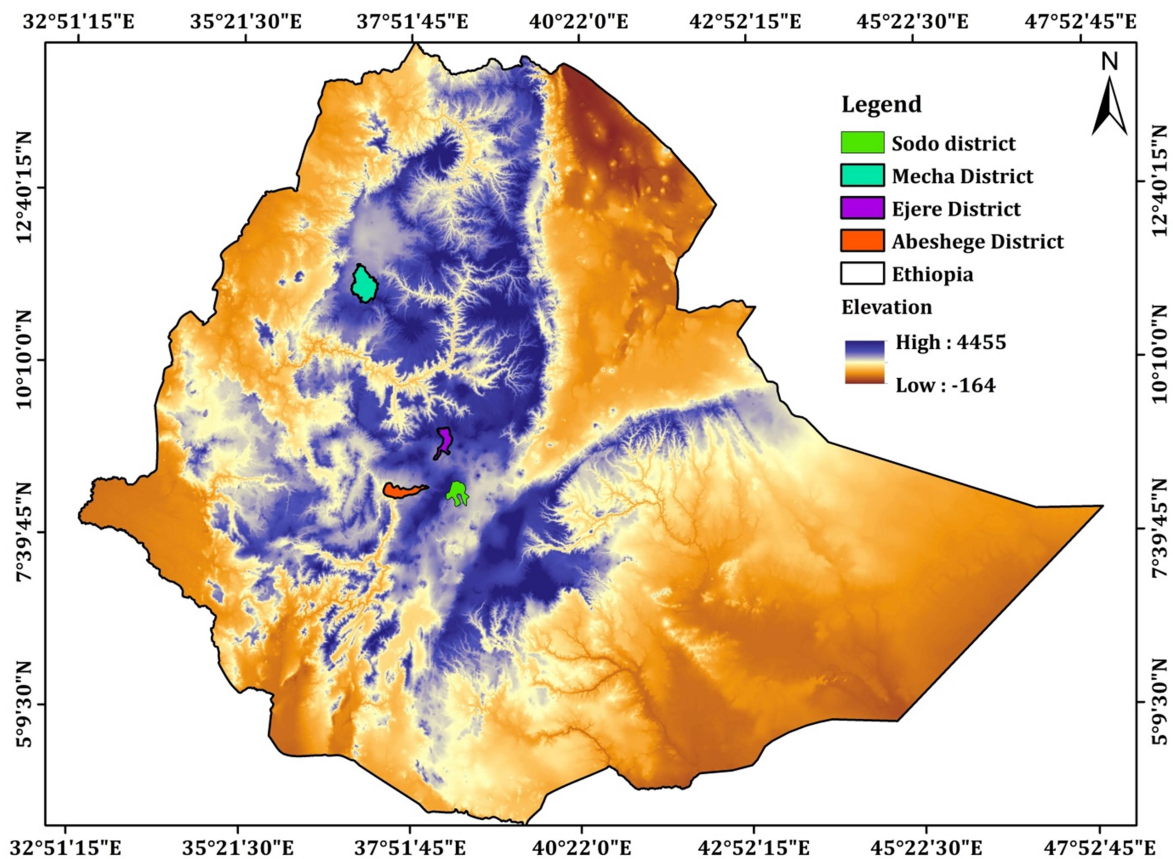 32°51'15"E 35°21'30"E 37°51'45"E 40°22'0"E 42°52'15"E 45°22'30"E 47°52'45"E
N
Legend
Sodo district
Mecha District
Ejere District
Abeshege District
Ethiopia
Elevation
High : 4455
Low : -164
12°40'15"N
10°10'0"N
7°39'45"N
5°9'30"N
12°40'15"N
10°10'0"N
7°39'45"N
5°9'30"N
32°51'15"E 35°21'30"E 37°51'45"E 40°22'0"E 42°52'15"E 45°22'30"E 47°52'45"E